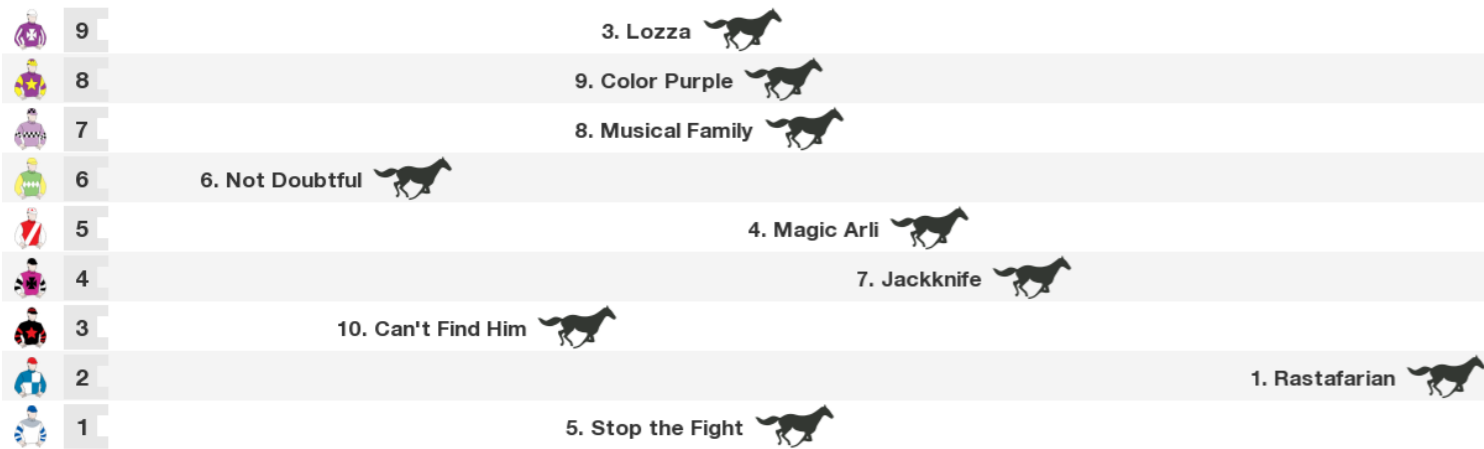 9 3. Lozza
8 9. Color Purple
7 8. Musical Family
6 6. Not Doubtful
5 4. Magic Arli
4 7. Jackknife
3 10. Can't Find Him
2 1. Rastafarian
1 5. Stop the Fight